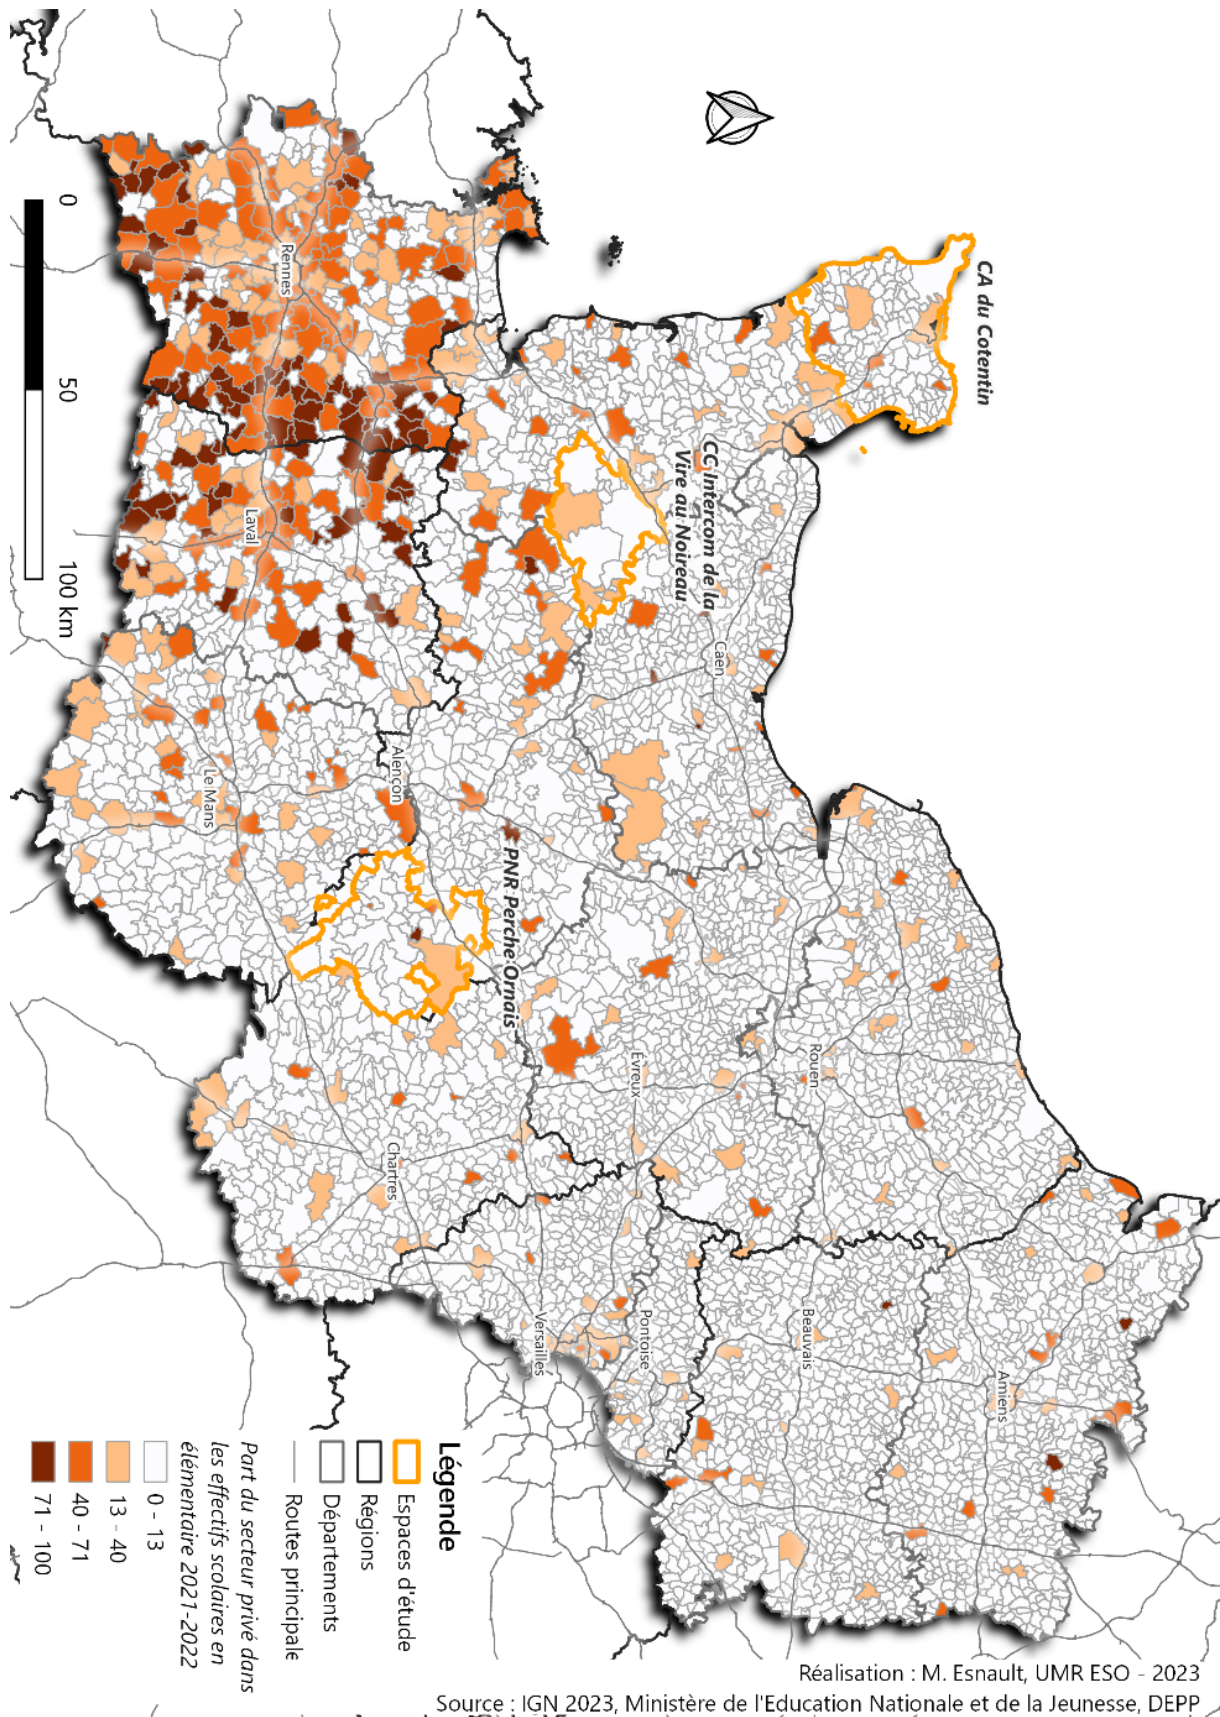 CA du Cotentin
CC Intercom de la
Vire au Noireau
PNR Perche Ornais
Rennes
Laval
Caen
Alençon
Le Mans
Rouen
Évreux
Chartres
Beauvais
Pontoise
Versailles
Amiens
0 50 100 km
Légende
Espaces d'étude
Régions
Départements
Routes principale
Part du secteur privé dans
les effectifs scolaires en
élémentaire 2021-2022
0 - 13
13 - 40
40 - 71
71 - 100
Réalisation : M. Esnault, UMR ESO - 2023
Source : IGN 2023, Ministère de l'Education Nationale et de la Jeunesse, DEPP